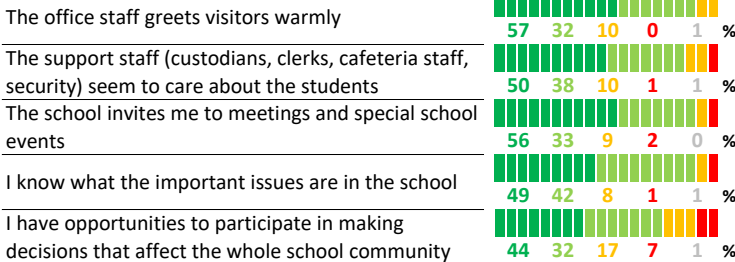 The office staff greets visitors warmly
57 32 10 0 1 %
The support staff (custodians, clerks, cafeteria staff,
security) seem to care about the students
50 38 10 1 1 %
The school invites me to meetings and special school
events
56 33 9 2 0 %
I know what the important issues are in the school
49 42 8 1 1 %
I have opportunities to participate in making
decisions that affect the whole school community
44 32 17 7 1 %